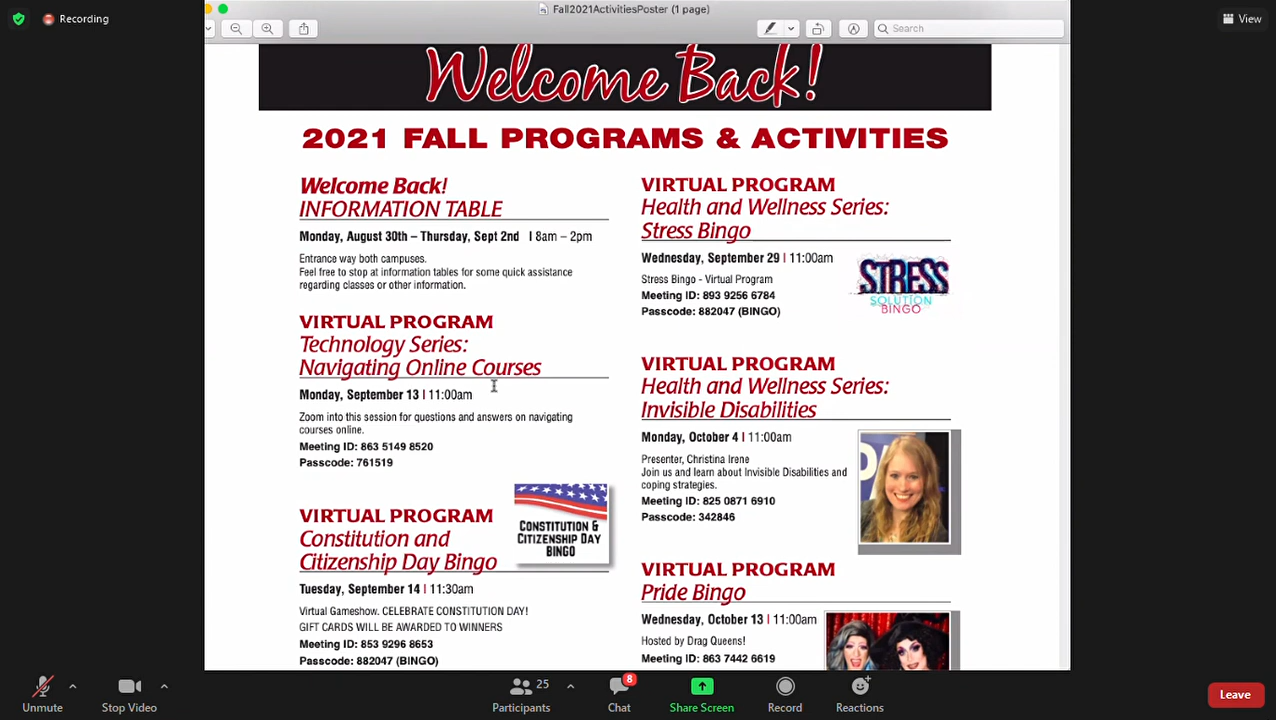 Recording
Fall2021ActivitiesPoster (1 page)
View
Search
Welcome Back!
2021 FALL PROGRAMS & ACTIVITIES
Welcome Back!
INFORMATION TABLE
Monday, August 30th – Thursday, Sept 2nd | 8am – 2pm
Entrance way both campuses.
Feel free to stop at information tables for some quick assistance
regarding classes or other information.
VIRTUAL PROGRAM
Technology Series:
Navigating Online Courses
Monday, September 13 | 11:00am
Zoom into this session for questions and answers on navigating
courses online.
Meeting ID: 863 5149 8520
Passcode: 761519
VIRTUAL PROGRAM
Constitution and
Citizenship Day Bingo
CONSTITUTION &
CITIZENSHIP DAY
BINGO
Tuesday, September 14 | 11:30am
Virtual Gameshow. CELEBRATE CONSTITUTION DAY!
GIFT CARDS WILL BE AWARDED TO WINNERS
Meeting ID: 853 9296 8653
Passcode: 882047 (BINGO)
VIRTUAL PROGRAM
Health and Wellness Series:
Stress Bingo
Wednesday, September 29 | 11:00am
Stress Bingo - Virtual Program
Meeting ID: 893 9256 6784
Passcode: 882047 (BINGO)
STRESS
SOLUTION
BINGO
VIRTUAL PROGRAM
Health and Wellness Series:
Invisible Disabilities
Monday, October 4 | 11:00am
Presenter, Christina Irene
Join us and learn about Invisible Disabilities and
coping strategies.
Meeting ID: 825 0871 6910
Passcode: 342846
VIRTUAL PROGRAM
Pride Bingo
Wednesday, October 13 | 11:00am
Hosted by Drag Queens!
Meeting ID: 863 7442 6619
Unmute
Stop Video
25
Participants
8
Chat
Share Screen
Record
Reactions
Leave